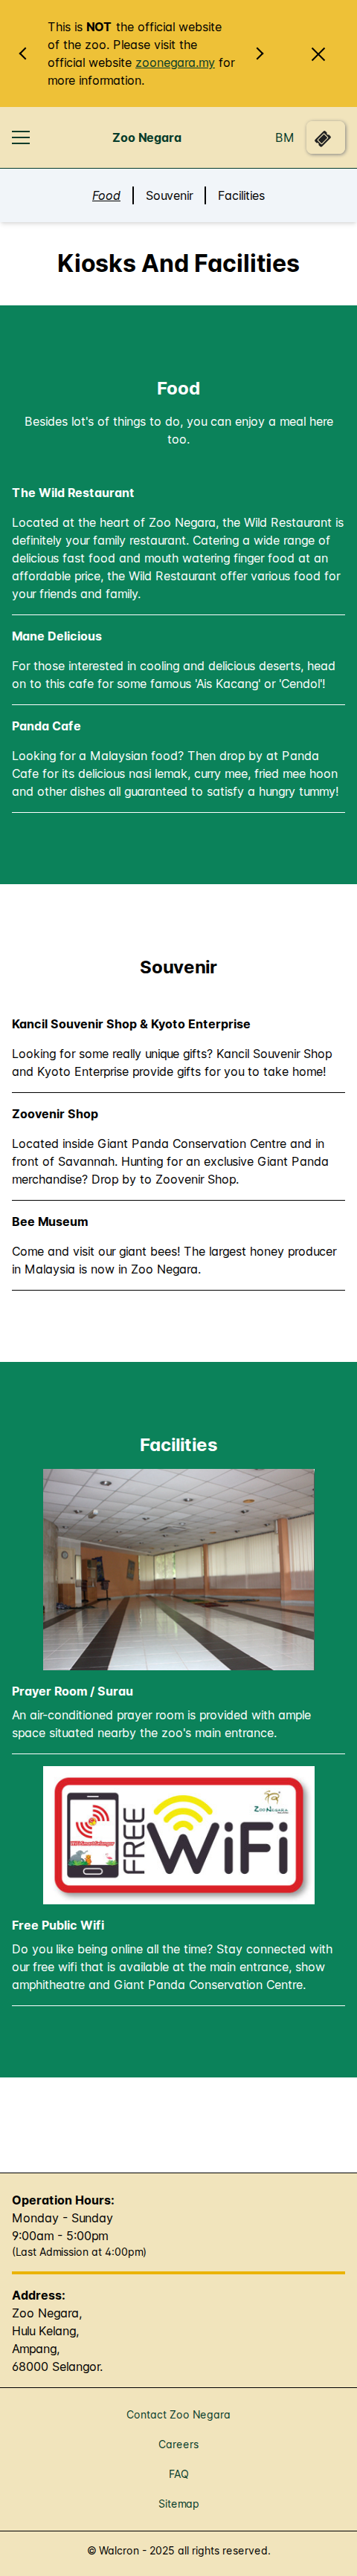 This is NOT the official website
of the zoo. Please visit the
official website zoonegara.my for
more information.
Zoo Negara
BM
Food
Souvenir
Facilities
Kiosks And Facilities
Food
Besides lot's of things to do, you can enjoy a meal here
too.
The Wild Restaurant
Located at the heart of Zoo Negara, the Wild Restaurant is
definitely your family restaurant. Catering a wide range of
delicious fast food and mouth watering finger food at an
affordable price, the Wild Restaurant offer various food for
your friends and family.
Mane Delicious
For those interested in cooling and delicious deserts, head
on to this cafe for some famous 'Ais Kacang' or 'Cendol'!
Panda Cafe
Looking for a Malaysian food? Then drop by at Panda
Cafe for its delicious nasi lemak, curry mee, fried mee hoon
and other dishes all guaranteed to satisfy a hungry tummy!
Souvenir
Kancil Souvenir Shop & Kyoto Enterprise
Looking for some really unique gifts? Kancil Souvenir Shop
and Kyoto Enterprise provide gifts for you to take home!
Zoovenir Shop
Located inside Giant Panda Conservation Centre and in
front of Savannah. Hunting for an exclusive Giant Panda
merchandise? Drop by to Zoovenir Shop.
Bee Museum
Come and visit our giant bees! The largest honey producer
in Malaysia is now in Zoo Negara.
Facilities
Prayer Room / Surau
An air-conditioned prayer room is provided with ample
space situated nearby the zoo's main entrance.
FREE
WiFi
Free Public Wifi
Do you like being online all the time? Stay connected with
our free wifi that is available at the main entrance, show
amphitheatre and Giant Panda Conservation Centre.
Operation Hours:
Monday - Sunday
9:00am - 5:00pm
(Last Admission at 4:00pm)
Address:
Zoo Negara,
Hulu Kelang,
Ampang,
68000 Selangor.
Contact Zoo Negara
Careers
FAQ
Sitemap
© Walcron - 2025 all rights reserved.